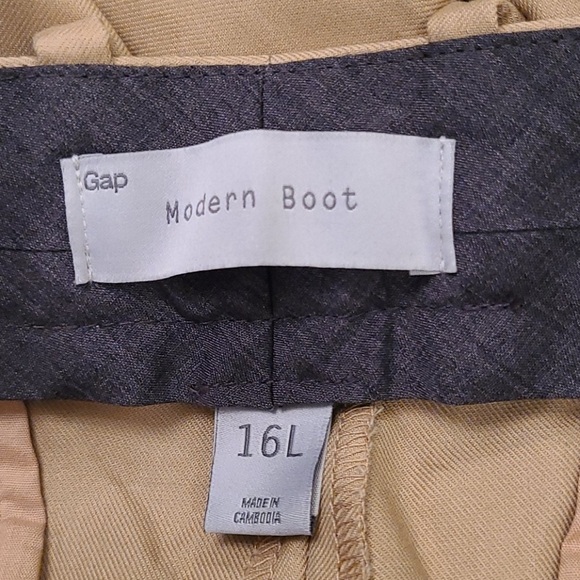 Gap
Modern Boot
16L
MADE IN
CAMBODIA